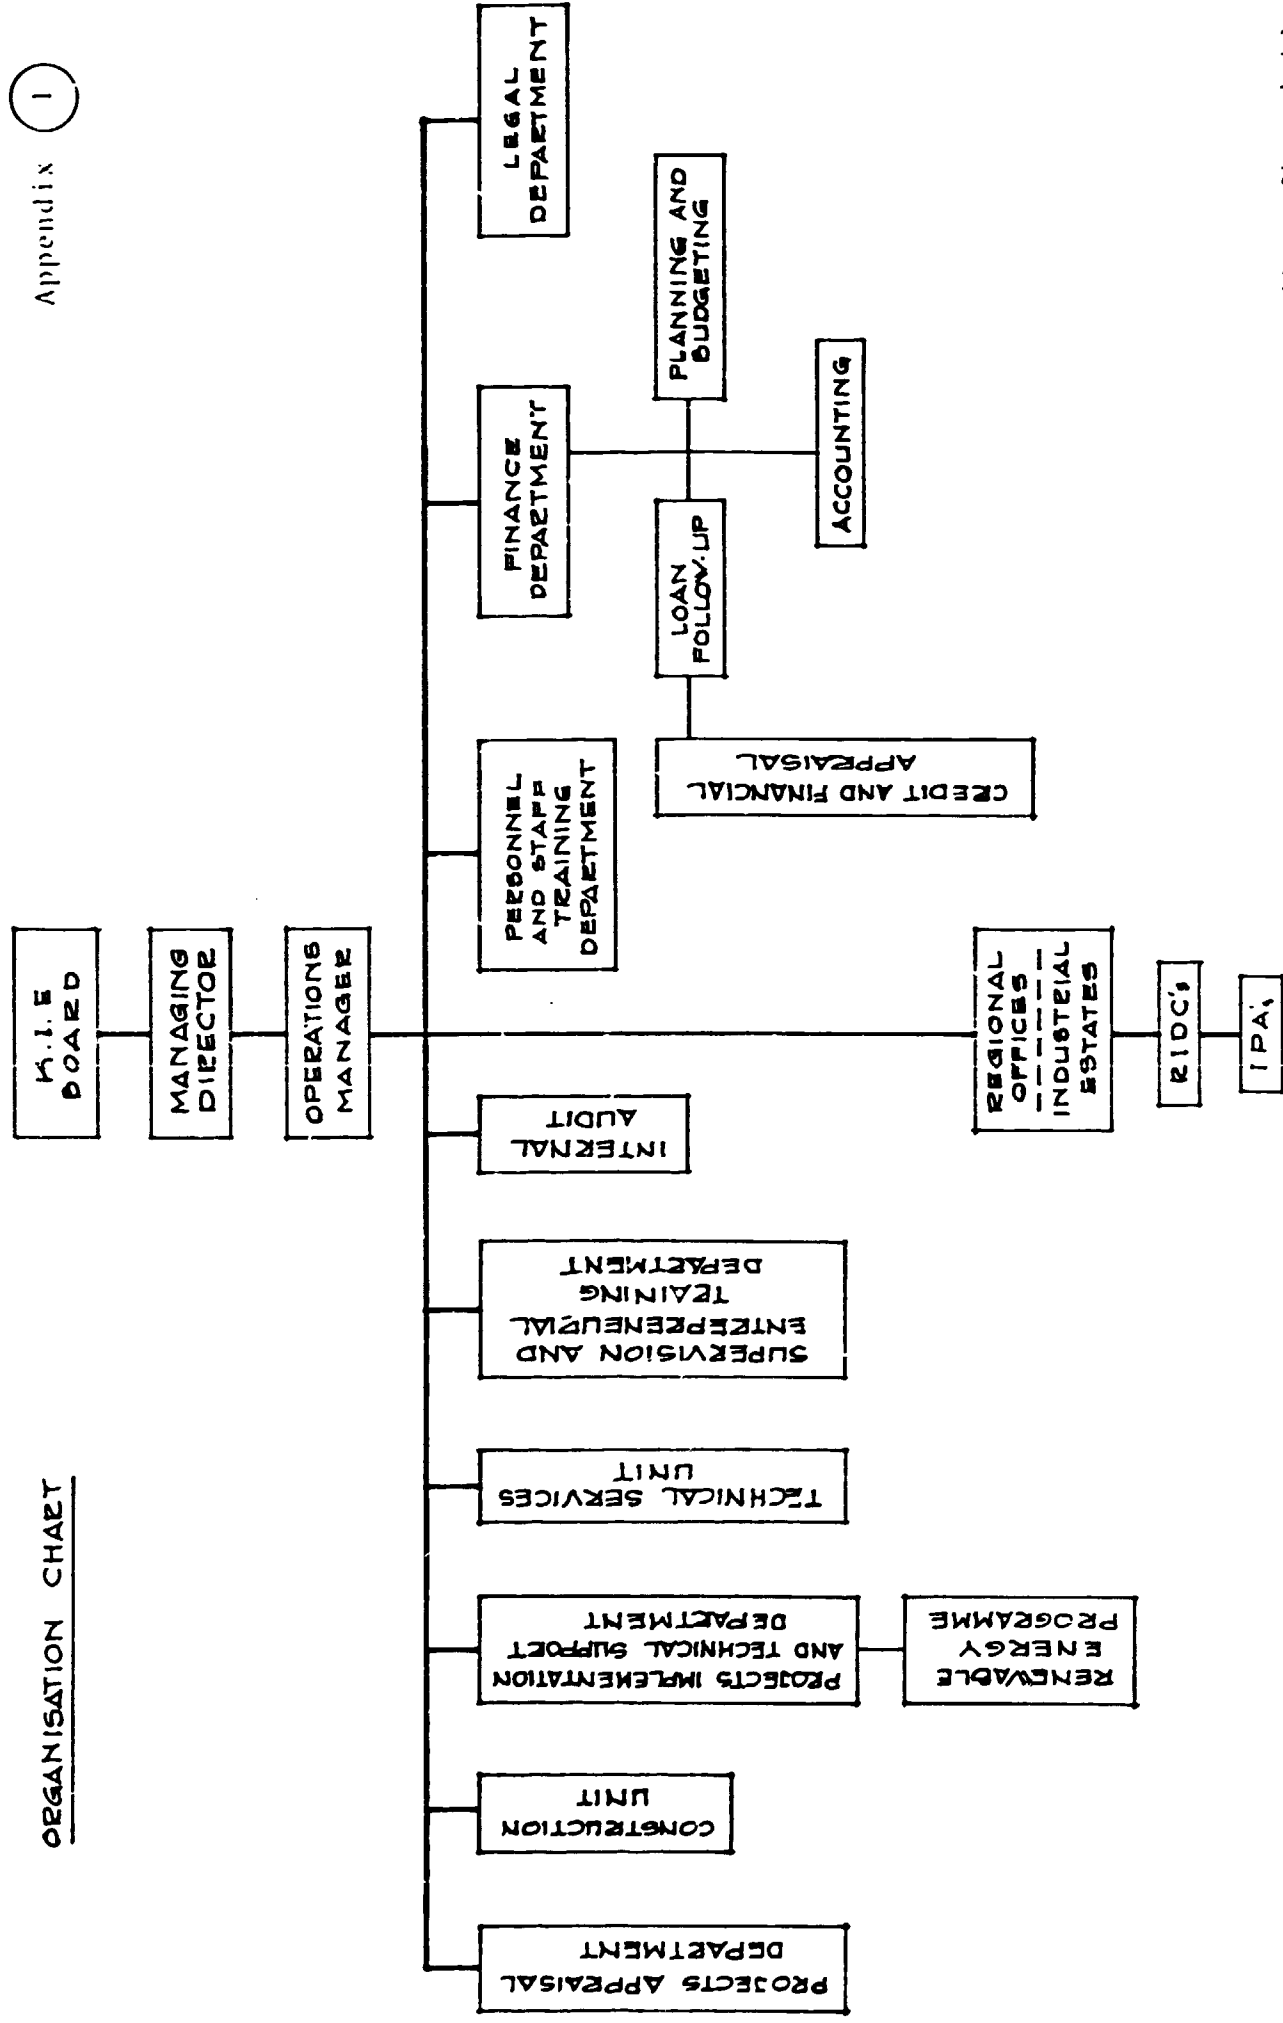 Appendix 1
ORGANISATION CHART
K.I.E
BOARD
MANAGING
DIRECTOR
OPERATIONS
MANAGER
PROJECTS APPRAISAL
DEPARTMENT
CONSTRUCTION
UNIT
PROJECTS IMPLEMENTATION
AND TECHNICAL SUPPORT
DEPARTMENT
RENEWABLE
ENERGY
PROGRAMME
TECHNICAL SERVICES
UNIT
SUPERVISION AND
ENTREPRENEURIAL
TRAINING
DEPARTMENT
INTERNAL
AUDIT
PERSONNEL
AND STAFF
TRAINING
DEPARTMENT
FINANCE
DEPARTMENT
LEGAL
DEPARTMENT
CREDIT AND FINANCIAL
APPRAISAL
LOAN
FOLLOW-UP
PLANNING AND
BUDGETING
ACCOUNTING
REGIONAL
OFFICES
INDUSTRIAL
ESTATES
RIDC's
IPA's